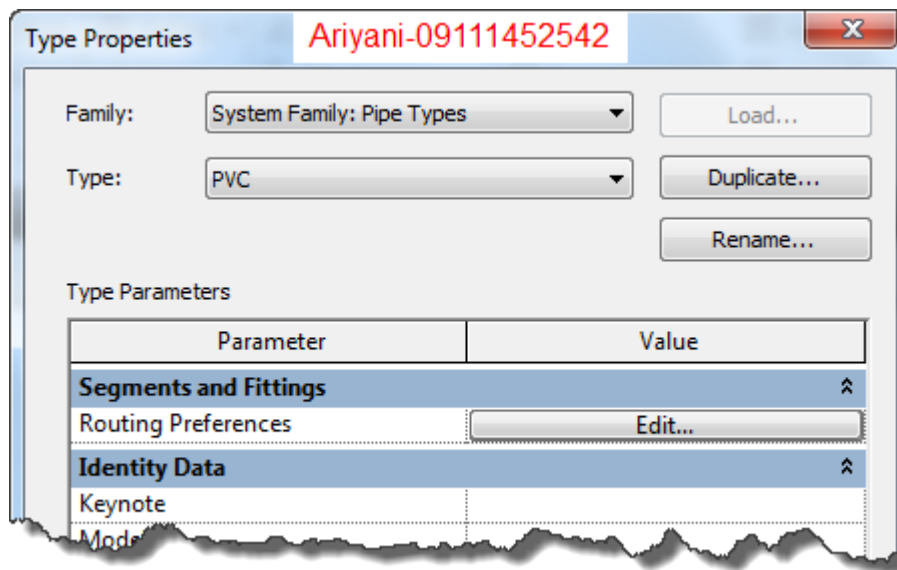 Type Properties
Ariyani-09111452542
Family:
System Family: Pipe Types
Load...
Type:
PVC
Duplicate...
Rename...
Type Parameters
Parameter
Value
Segments and Fittings
Routing Preferences
Edit...
Identity Data
Keynote